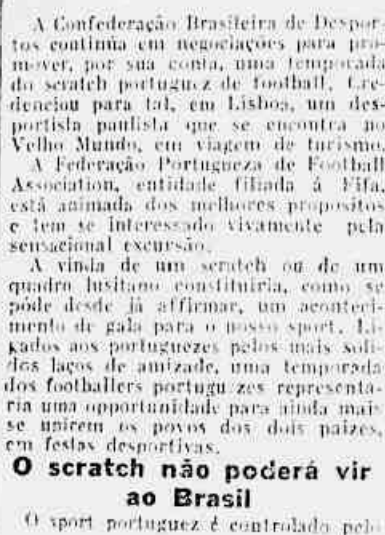 A Confederação Brasileira de Despor-
tos continúa em negociações para pro-
mover, por sua conta, uma temporada
do scratch portuguez de football. Cre-
denciou para tal, em Lisboa, um des-
portista paulista que se encontra no
Velho Mundo, em viagem de turismo.
A Federação Portugueza de Football
Association, entidade filiada á Fifa,
está animada dos melhores propositos
e tem se interessado vivamente pela
sensacional excursão.
A vinda de um scratch ou de um
quadro lusitano constituiria, como se
póde desde já affirmar, um aconteci-
mento de gala para o nosso sport. Li-
gados aos portuguezes pelos mais soli-
dos laços de amizade, uma temporada
dos footballers portugu zes representa-
ria uma opportunidade para ainda mais
se unirem os povos dos dois paizes,
em festas desportivas.
O scratch não poderá vir
ao Brasil
O sport portuguez é controlado pelo